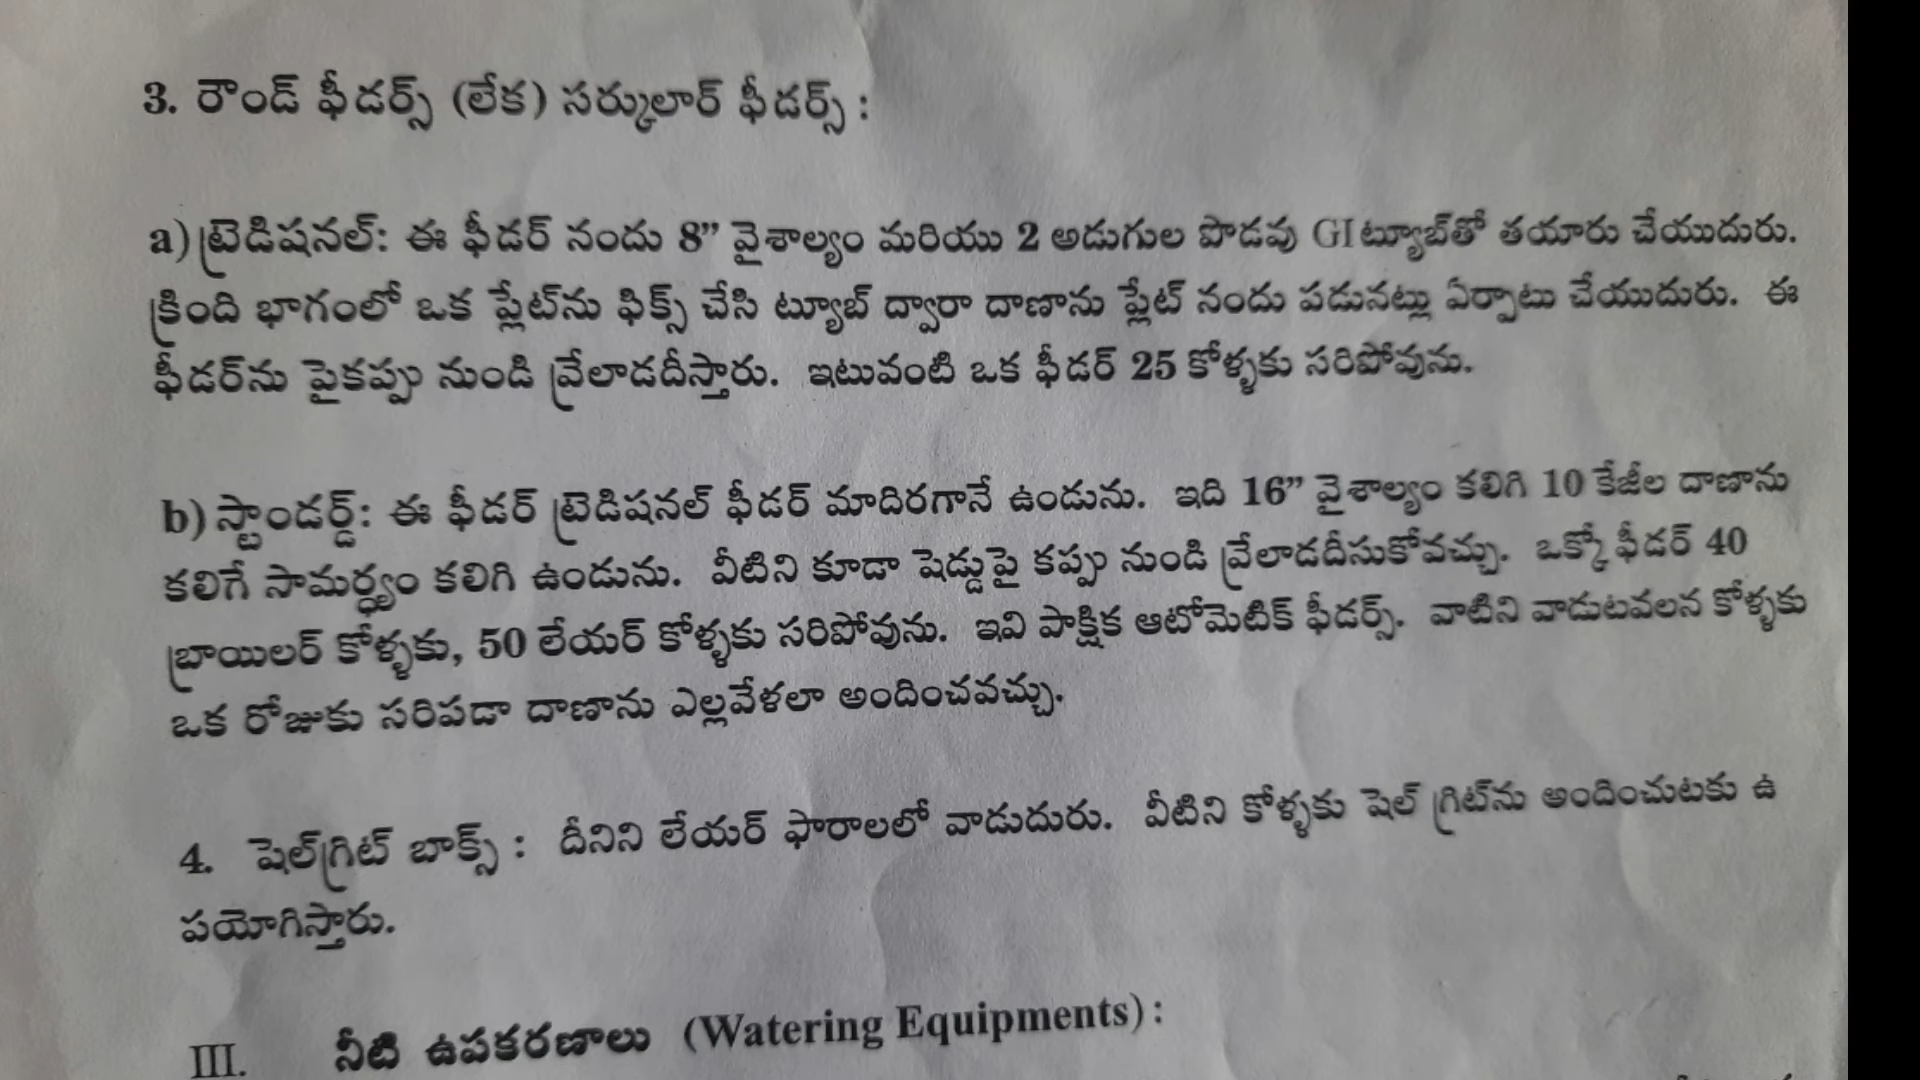 3. రౌండ్ ఫీడర్స్ (లేక) సర్కులార్ ఫీడర్స్ :
a) ట్రెడిషనల్: ఈ ఫీడర్ నందు 8” వైశాల్యం మరియు 2 అడుగుల పొడవు GI ట్యూబ్‌తో తయారు చేయుదురు.
క్రింది భాగంలో ఒక ప్లేట్‌ను ఫిక్స్ చేసి ట్యూబ్ ద్వారా దాణాను ప్లేట్ నందు పడునట్లు ఏర్పాటు చేయుదురు. ఈ
ఫీడర్‌ను పైకప్పు నుండి వ్రేలాడదీస్తారు. ఇటువంటి ఒక ఫీడర్ 25 కోళ్ళకు సరిపోవును.
b) స్టాండర్డ్: ఈ ఫీడర్ ట్రెడిషనల్ ఫీడర్ మాదిరగానే ఉండును. ఇది 16” వైశాల్యం కలిగి 10 కేజీల దాణాను
కలిగే సామర్ధ్యం కలిగి ఉండును. వీటిని కూడా షెడ్డుపై కప్పు నుండి వ్రేలాడదీసుకోవచ్చు. ఒక్కో ఫీడర్ 40
బ్రాయిలర్ కోళ్ళకు, 50 లేయర్ కోళ్ళకు సరిపోవును. ఇవి పాక్షిక ఆటోమెటిక్ ఫీడర్స్. వాటిని వాడుటవలన కోళ్ళకు
ఒక రోజుకు సరిపడా దాణాను ఎల్లవేళలా అందించవచ్చు.
4. షెల్‌గ్రిట్ బాక్స్ : దీనిని లేయర్ ఫారాలలో వాడుదురు. వీటిని కోళ్ళకు షెల్ గ్రిట్‌ను అందించుటకు ఉ
పయోగిస్తారు.
III. నీటి ఉపకరణాలు (Watering Equipments) :